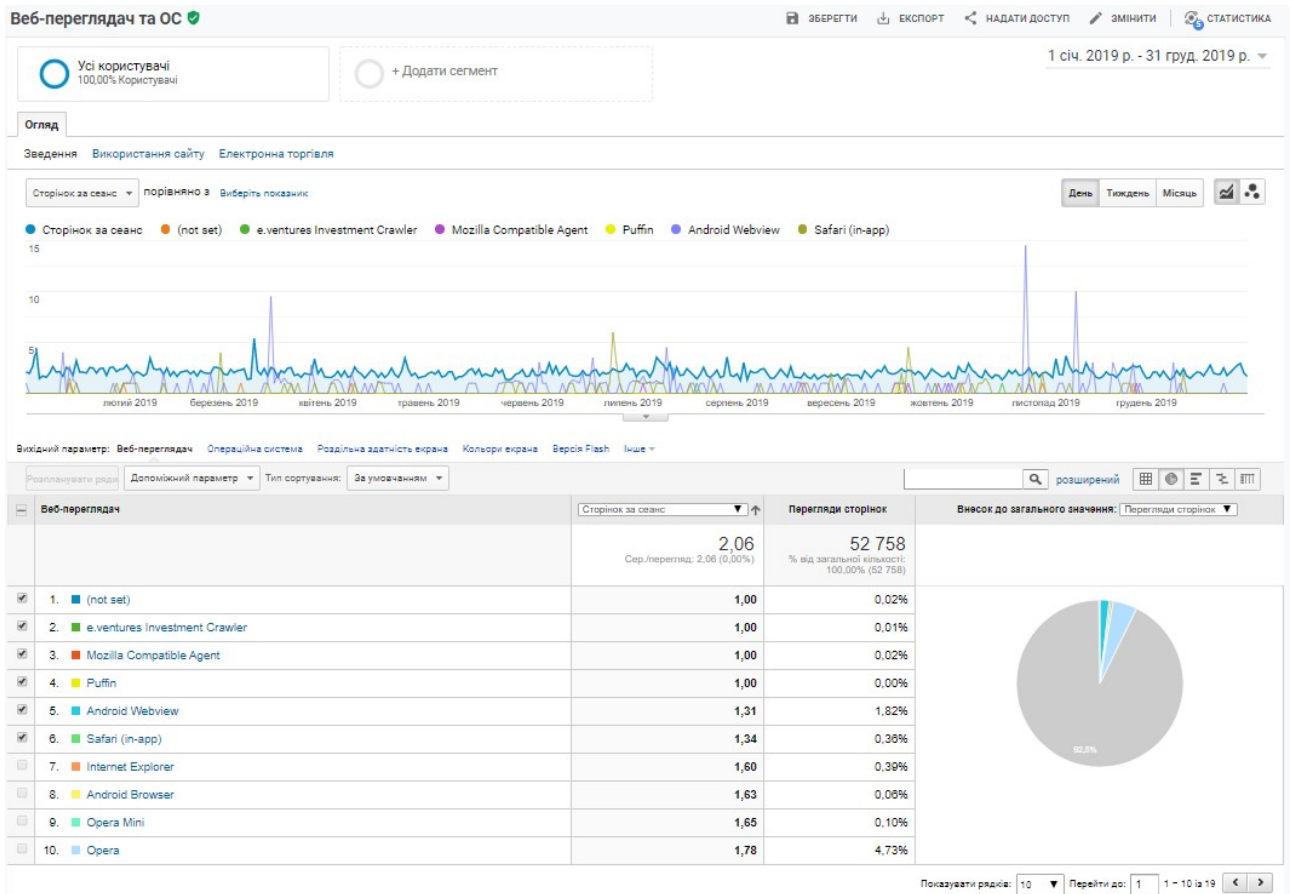 Веб-переглядач та ОС
ЗБЕРЕГТИ ЕКСПОРТ НАДАТИ ДОСТУП ЗМІНИТИ 5 СТАТИСТИКА
Усі користувачі
100,00% Користувачі
+ Додати сегмент
1 січ. 2019 р. - 31 груд. 2019 р.
Огляд
Зведення Використання сайту Електронна торгівля
Сторінок за сеанс порівняно з Виберіть показник
День Тиждень Місяць
Сторінок за сеанс (not set) e.ventures Investment Crawler Mozilla Compatible Agent Puffin Android Webview Safari (in-app)
15
10
5
лютий 2019 березень 2019 квітень 2019 травень 2019 червень 2019 липень 2019 серпень 2019 вересень 2019 жовтень 2019 листопад 2019 грудень 2019
Вихідний параметр: Веб-переглядач Операційна система Роздільна здатність екрана Кольори екрана Версія Flash Інше
Розпланувати ряди Допоміжний параметр Тип сортування: За умовчанням розширений
Веб-переглядач Сторінок за сеанс Перегляди сторінок Внесок до загального значення: Перегляди сторінок
2,06 52 758
Сер./перегляд: 2,06 (0,00%) % від загальної кількості: 100,00% (52 758)
1. (not set) 1,00 0,02%
2. e.ventures Investment Crawler 1,00 0,01%
3. Mozilla Compatible Agent 1,00 0,02%
4. Puffin 1,00 0,00%
5. Android Webview 1,31 1,82%
6. Safari (in-app) 1,34 0,36%
7. Internet Explorer 1,60 0,39%
8. Android Browser 1,63 0,06%
9. Opera Mini 1,65 0,10%
10. Opera 1,78 4,73%
92,5%
Показувати рядків: 10 Перейти до: 1 1 – 10 із 19